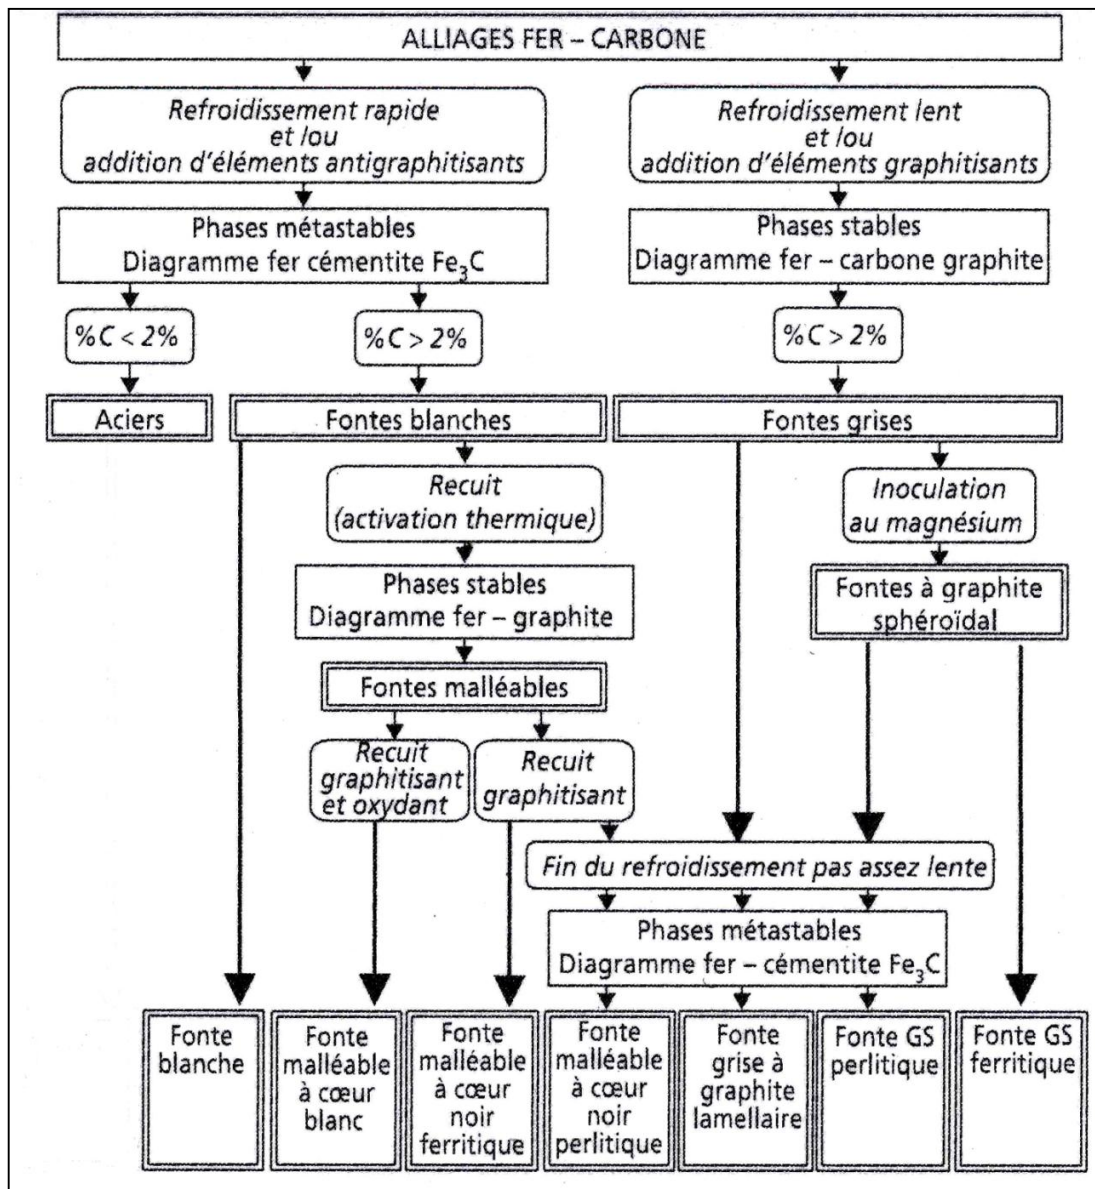 ALLIAGES FER – CARBONE
Refroidissement rapide
et /ou
addition d'éléments antigraphitisants
Refroidissement lent
et /ou
addition d'éléments graphitisants
Phases métastables
Diagramme fer cémentite Fe₃C
Phases stables
Diagramme fer – carbone graphite
%C < 2%
%C > 2%
%C > 2%
Aciers
Fontes blanches
Fontes grises
Recuit
(activation thermique)
Inoculation
au magnésium
Phases stables
Diagramme fer – graphite
Fontes à graphite
sphéroïdal
Fontes malléables
Recuit
graphitisant
et oxydant
Recuit
graphitisant
Fin du refroidissement pas assez lente
Phases métastables
Diagramme fer – cémentite Fe₃C
Fonte
blanche
Fonte
malléable
à cœur
blanc
Fonte
malléable
à cœur
noir
ferritique
Fonte
malléable
à cœur
noir
perlitique
Fonte
grise à
graphite
lamellaire
Fonte GS
perlitique
Fonte GS
ferritique